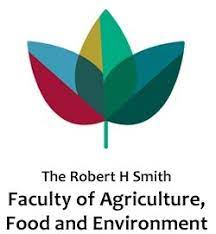 The Robert H Smith
Faculty of Agriculture,
Food and Environment